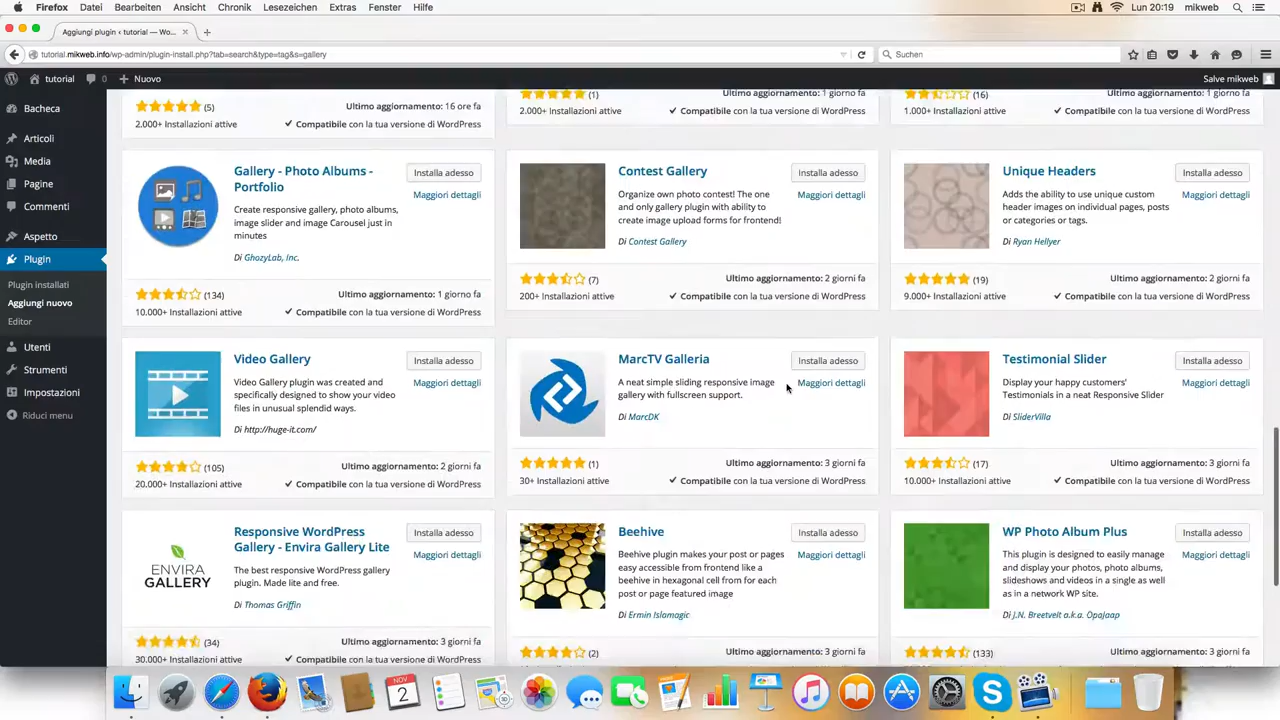 Firefox Datei Bearbeiten Ansicht Chronik Lesezeichen Extras Fenster Hilfe Lun 20:19 mikweb
Aggiungi plugin ‹ tutorial — Wo...
tutorial.mikweb.info/wp-admin/plugin-install.php?tab=search&type=tag&s=gallery Suchen
tutorial 0 + Nuovo Salve mikweb
Bacheca
Articoli
Media
Pagine
Commenti
Aspetto
Plugin
Plugin installati
Aggiungi nuovo
Editor
Utenti
Strumenti
Impostazioni
Riduci menu
(5) Ultimo aggiornamento: 16 ore fa
2.000+ Installazioni attive Compatibile con la tua versione di WordPress
(1) Ultimo aggiornamento: 1 giorno fa
2.000+ Installazioni attive Compatibile con la tua versione di WordPress
(16) Ultimo aggiornamento: 1 giorno fa
1.000+ Installazioni attive Compatibile con la tua versione di WordPress
Gallery - Photo Albums -
Portfolio
Installa adesso
Maggiori dettagli
Create responsive gallery, photo albums,
image slider and image Carousel just in
minutes
Di GhozyLab, Inc.
(134) Ultimo aggiornamento: 1 giorno fa
10.000+ Installazioni attive Compatibile con la tua versione di WordPress
Contest Gallery
Installa adesso
Maggiori dettagli
Organize own photo contest! The one
and only gallery plugin with ability to
create image upload forms for frontend!
Di Contest Gallery
(7) Ultimo aggiornamento: 2 giorni fa
200+ Installazioni attive Compatibile con la tua versione di WordPress
Unique Headers
Installa adesso
Maggiori dettagli
Adds the ability to use unique custom
header images on individual pages, posts
or categories or tags.
Di Ryan Hellyer
(19) Ultimo aggiornamento: 2 giorni fa
9.000+ Installazioni attive Compatibile con la tua versione di WordPress
Video Gallery
Installa adesso
Maggiori dettagli
Video Gallery plugin was created and
specifically designed to show your video
files in unusual splendid ways.
Di http://huge-it.com/
(105) Ultimo aggiornamento: 2 giorni fa
20.000+ Installazioni attive Compatibile con la tua versione di WordPress
MarcTV Galleria
Installa adesso
Maggiori dettagli
A neat simple sliding responsive image
gallery with fullscreen support.
Di MarcDK
(1) Ultimo aggiornamento: 3 giorni fa
30+ Installazioni attive Compatibile con la tua versione di WordPress
Testimonial Slider
Installa adesso
Maggiori dettagli
Display your happy customers'
Testimonials in a neat Responsive Slider
Di SliderVilla
(17) Ultimo aggiornamento: 3 giorni fa
10.000+ Installazioni attive Compatibile con la tua versione di WordPress
ENVIRA
GALLERY
Responsive WordPress
Gallery - Envira Gallery Lite
Installa adesso
Maggiori dettagli
The best responsive WordPress gallery
plugin. Made lite and free.
Di Thomas Griffin
(34) Ultimo aggiornamento: 3 giorni fa
30.000+ Installazioni attive Compatibile con la tua versione di WordPress
Beehive
Installa adesso
Maggiori dettagli
Beehive plugin makes your post or pages
easy accessible from frontend like a
beehive in hexagonal cell from for each
post or page featured image
Di Ermin Islamagic
(2) Ultimo aggiornamento: 3 giorni fa
WP Photo Album Plus
Installa adesso
Maggiori dettagli
This plugin is designed to easily manage
and display your photos, photo albums,
slideshows and videos in a single as well
as in a network WP site.
Di J.N. Breetvelt a.k.a. OpaJaap
(133) Ultimo aggiornamento: 3 giorni fa
NOV
2